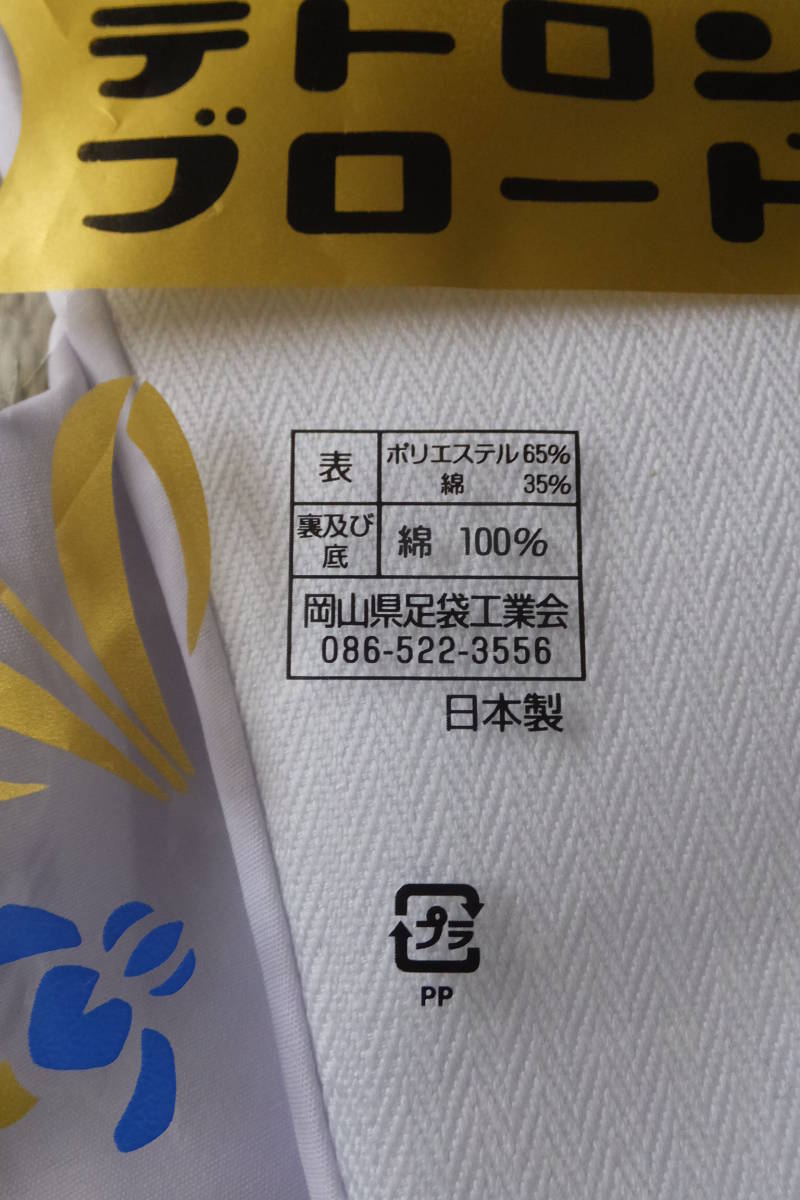 テトロン
ブロード
表 ポリエステル 65%
綿 35%
裏及び底 綿 100%
岡山県足袋工業会
086-522-3556
日本製
プラ
PP